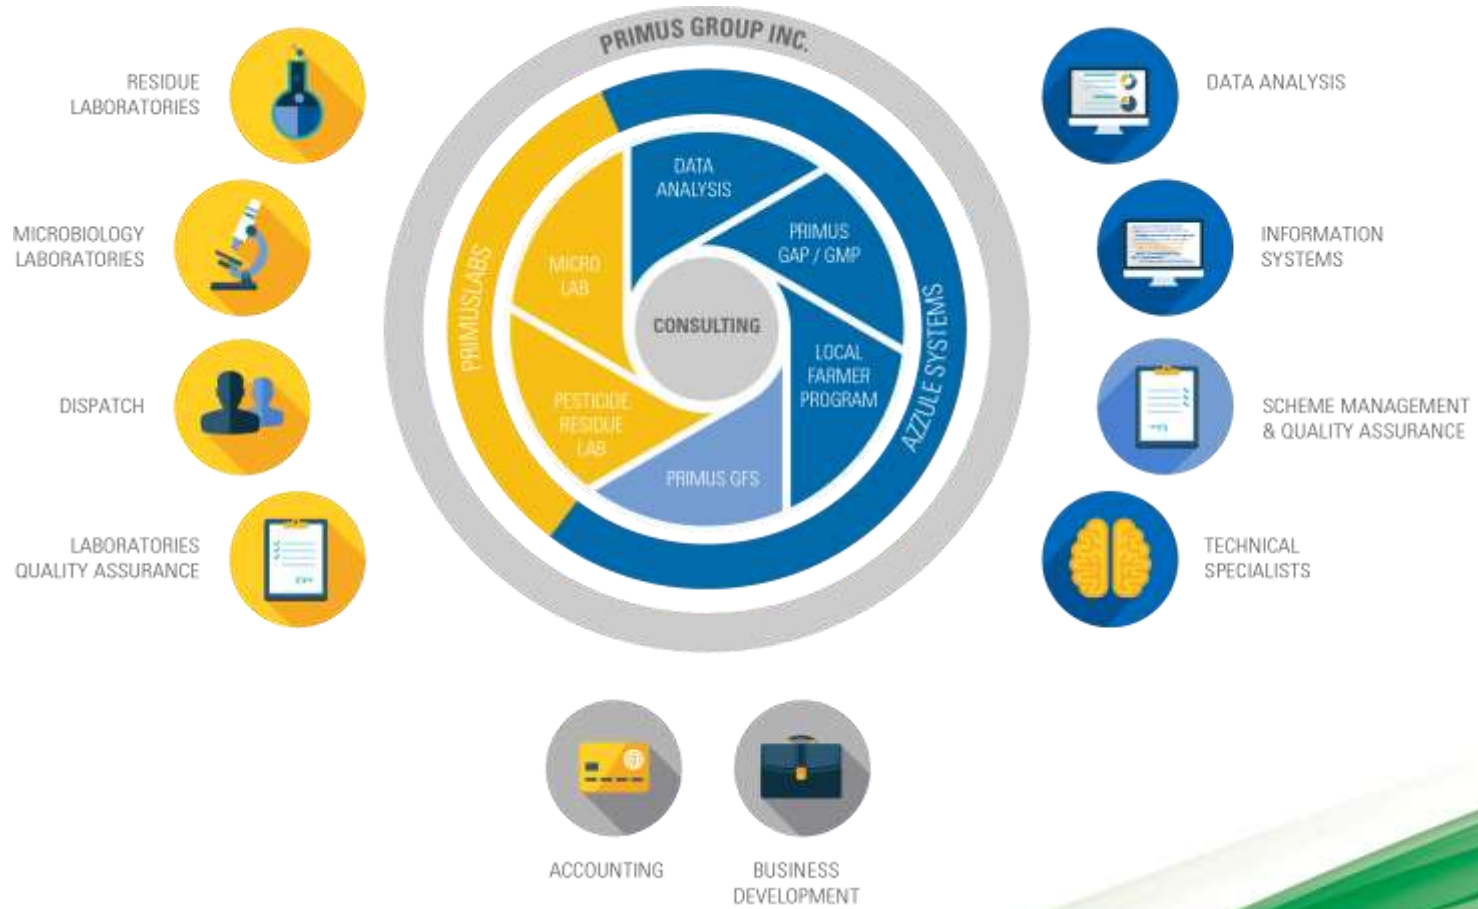 PRIMUS GROUP INC.
RESIDUE
LABORATORIES
MICROBIOLOGY
LABORATORIES
DISPATCH
LABORATORIES
QUALITY ASSURANCE
PRIMUSLABS
AZZULE SYSTEMS
DATA
ANALYSIS
PRIMUS
GAP / GMP
MICRO
LAB
CONSULTING
LOCAL
FARMER
PROGRAM
PESTICIDE
RESIDUE
LAB
PRIMUS GFS
DATA ANALYSIS
INFORMATION
SYSTEMS
SCHEME MANAGEMENT
& QUALITY ASSURANCE
TECHNICAL
SPECIALISTS
ACCOUNTING
BUSINESS
DEVELOPMENT